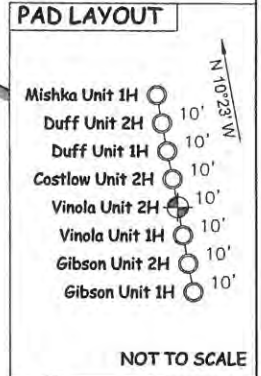 PAD LAYOUT
N 10°23' W
Mishka Unit 1H
10'
Duff Unit 2H
10'
Duff Unit 1H
10'
Costlow Unit 2H
10'
Vinola Unit 2H
10'
Vinola Unit 1H
10'
Gibson Unit 2H
10'
Gibson Unit 1H
NOT TO SCALE